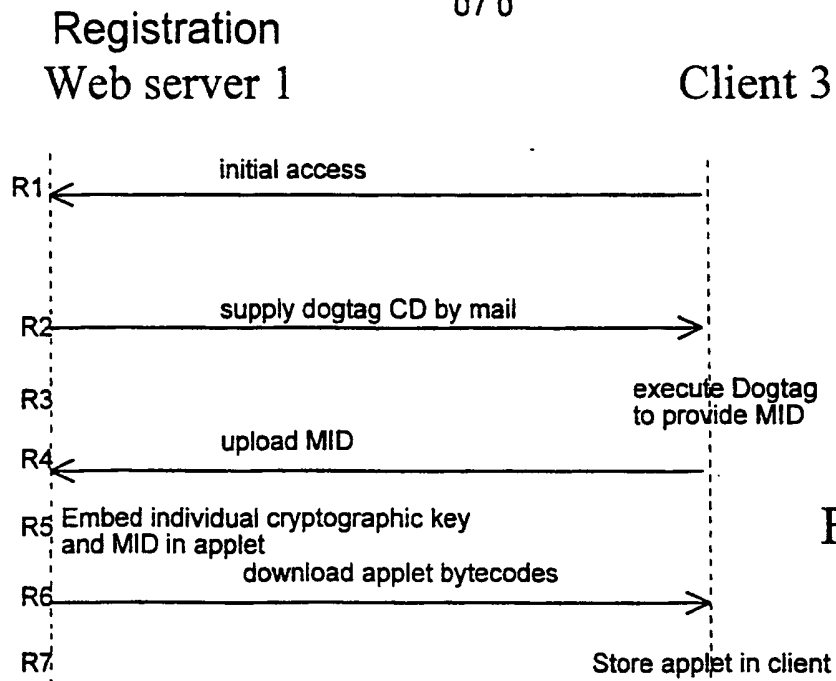 Registration
Web server 1
Client 3
R1
initial access
R2
supply dogtag CD by mail
R3
execute Dogtag
to provide MID
R4
upload MID
R5
Embed individual cryptographic key
and MID in applet
R6
download applet bytecodes
R7
Store applet in client